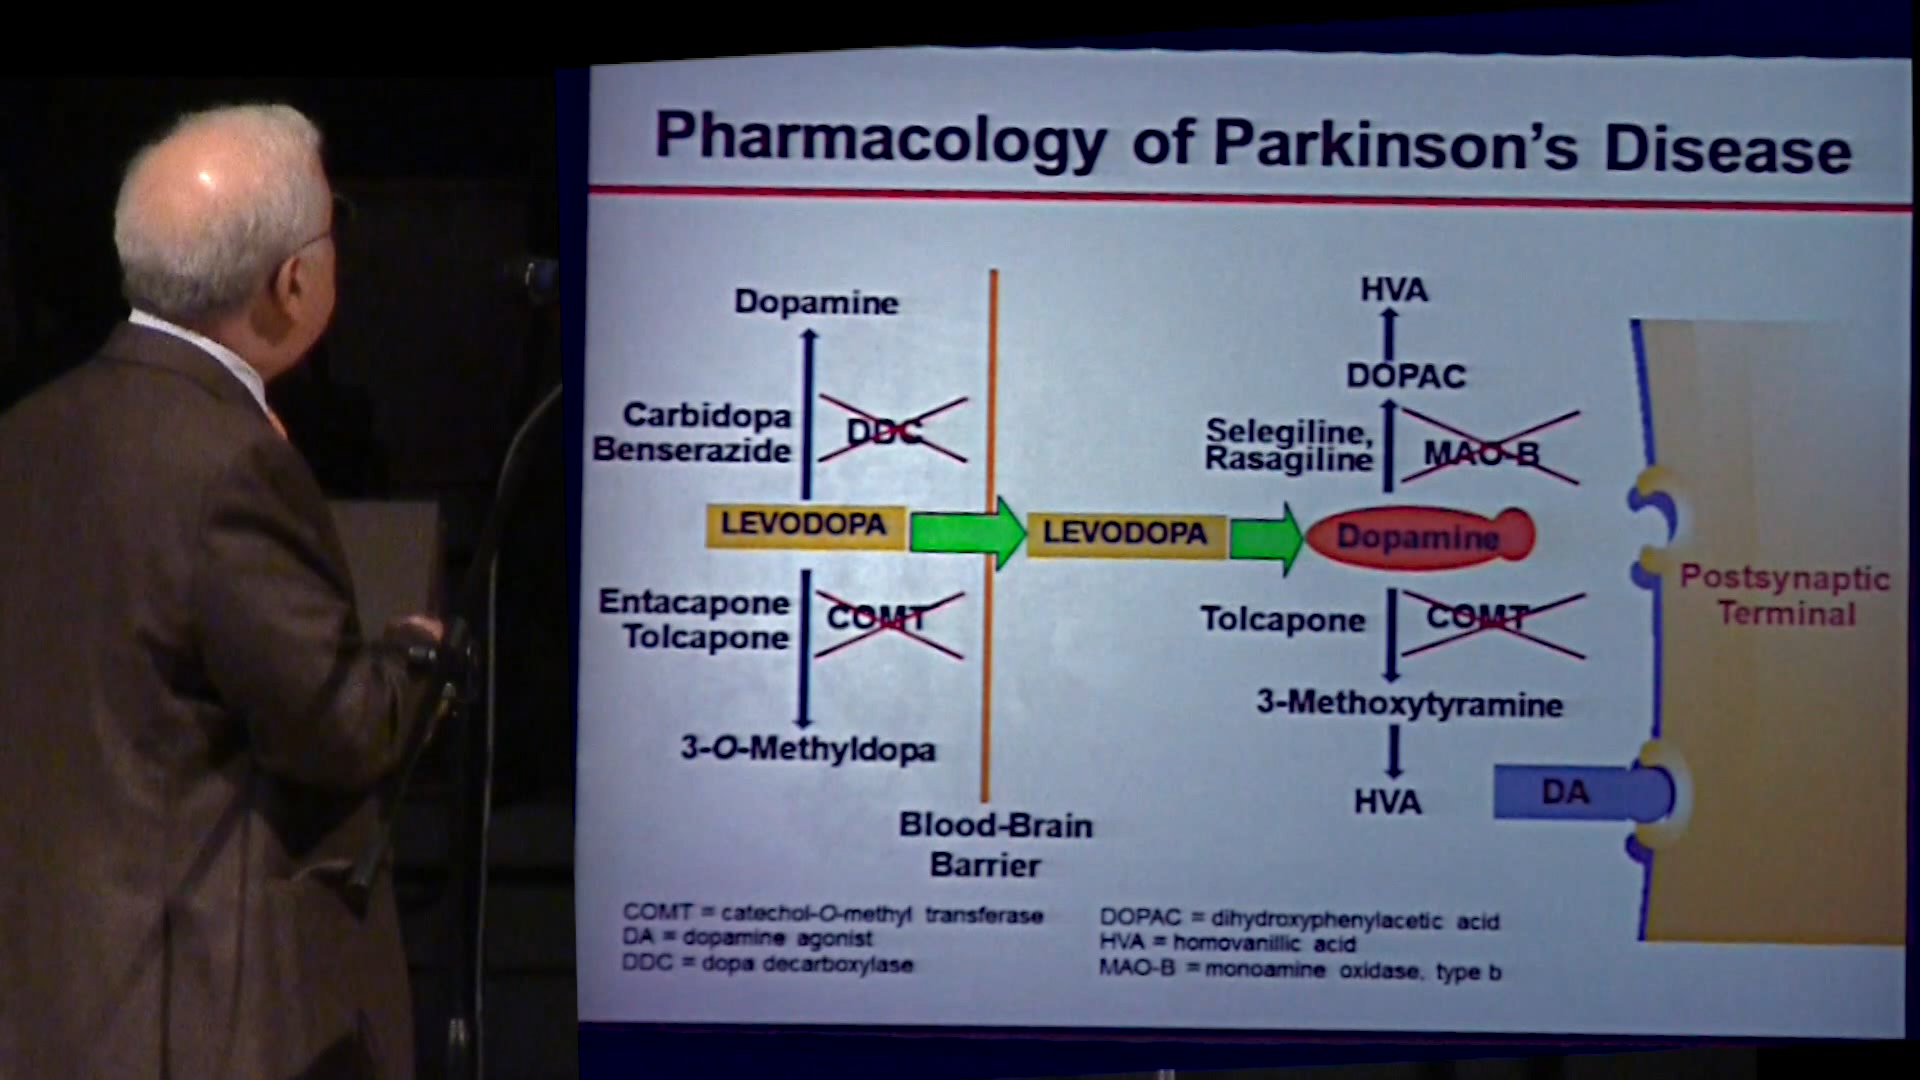 Pharmacology of Parkinson's Disease
Dopamine
Carbidopa
Benserazide
DDC
LEVODOPA
Entacapone
Tolcapone
COMT
3-O-Methyldopa
Blood-Brain
Barrier
LEVODOPA
HVA
DOPAC
Selegiline,
Rasagiline
MAO-B
Dopamine
Tolcapone
COMT
3-Methoxytyramine
HVA
DA
Postsynaptic
Terminal
COMT = catechol-O-methyl transferase
DA = dopamine agonist
DDC = dopa decarboxylase
DOPAC = dihydroxyphenylacetic acid
HVA = homovanillic acid
MAO-B = monoamine oxidase, type b